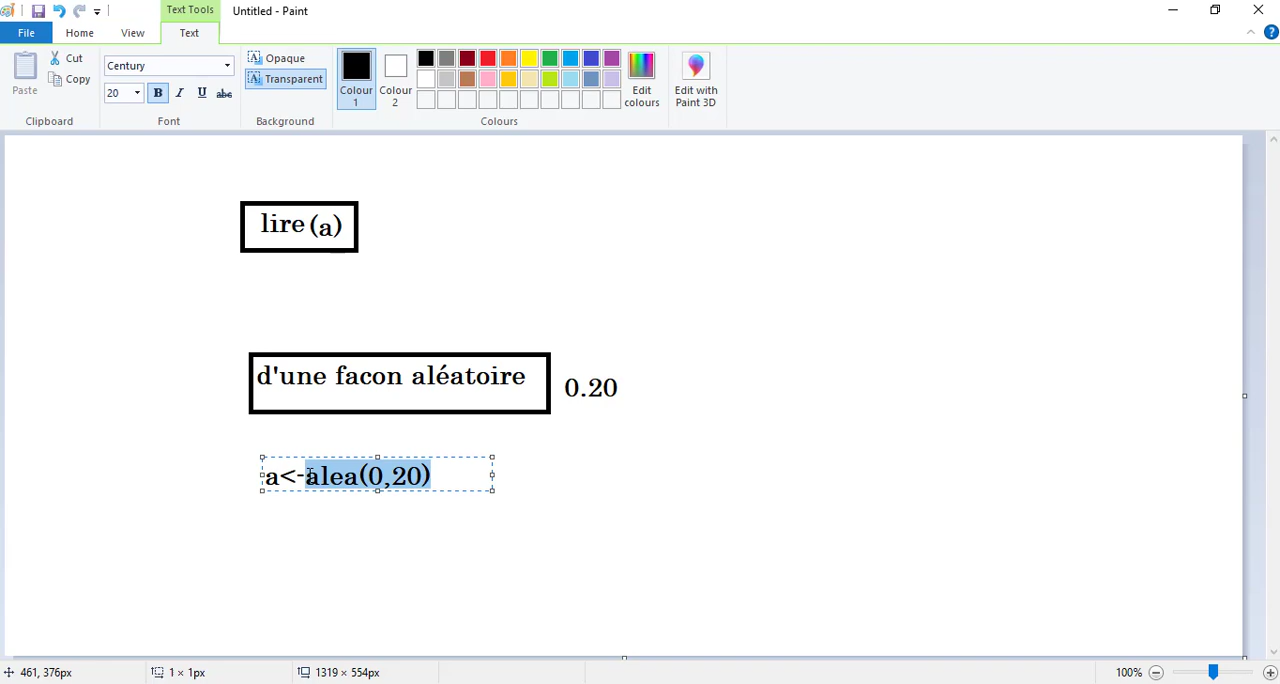 Text Tools
Untitled - Paint
File
Home
View
Text
Paste
Cut
Copy
Clipboard
Century
20
B
I
U
abc
Font
Opaque
Transparent
Background
Colour
1
Colour
2
Edit
colours
Colours
Edit with
Paint 3D
lire (a)
d'une facon aléatoire
0.20
a<-alea(0,20)
461, 376px
1 × 1px
1319 × 554px
100%